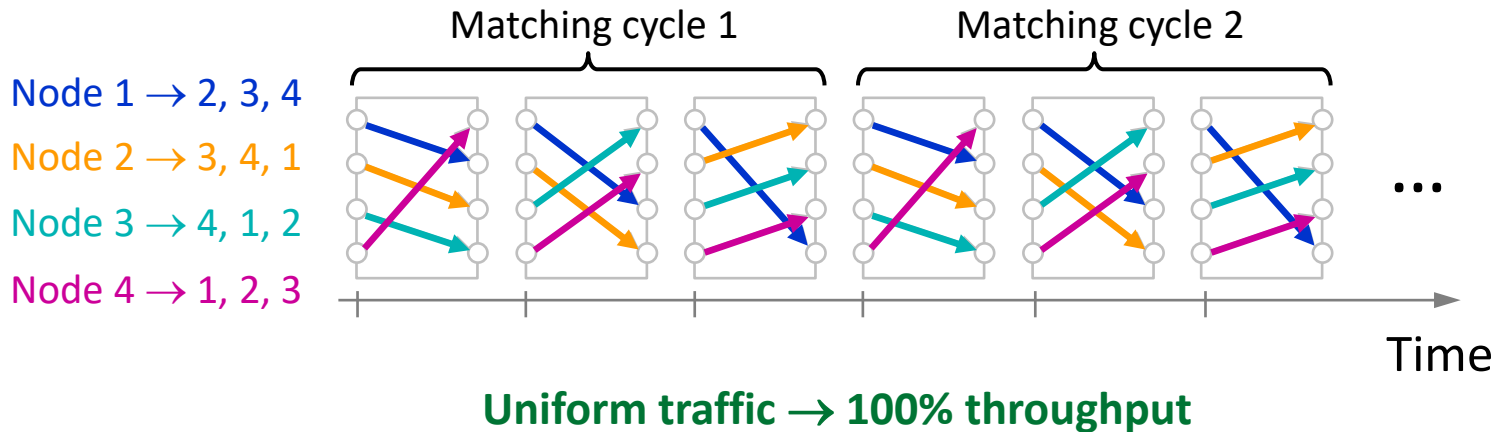 Matching cycle 1
Matching cycle 2
Node 1 → 2, 3, 4
Node 2 → 3, 4, 1
Node 3 → 4, 1, 2
Node 4 → 1, 2, 3
...
Time
Uniform traffic → 100% throughput